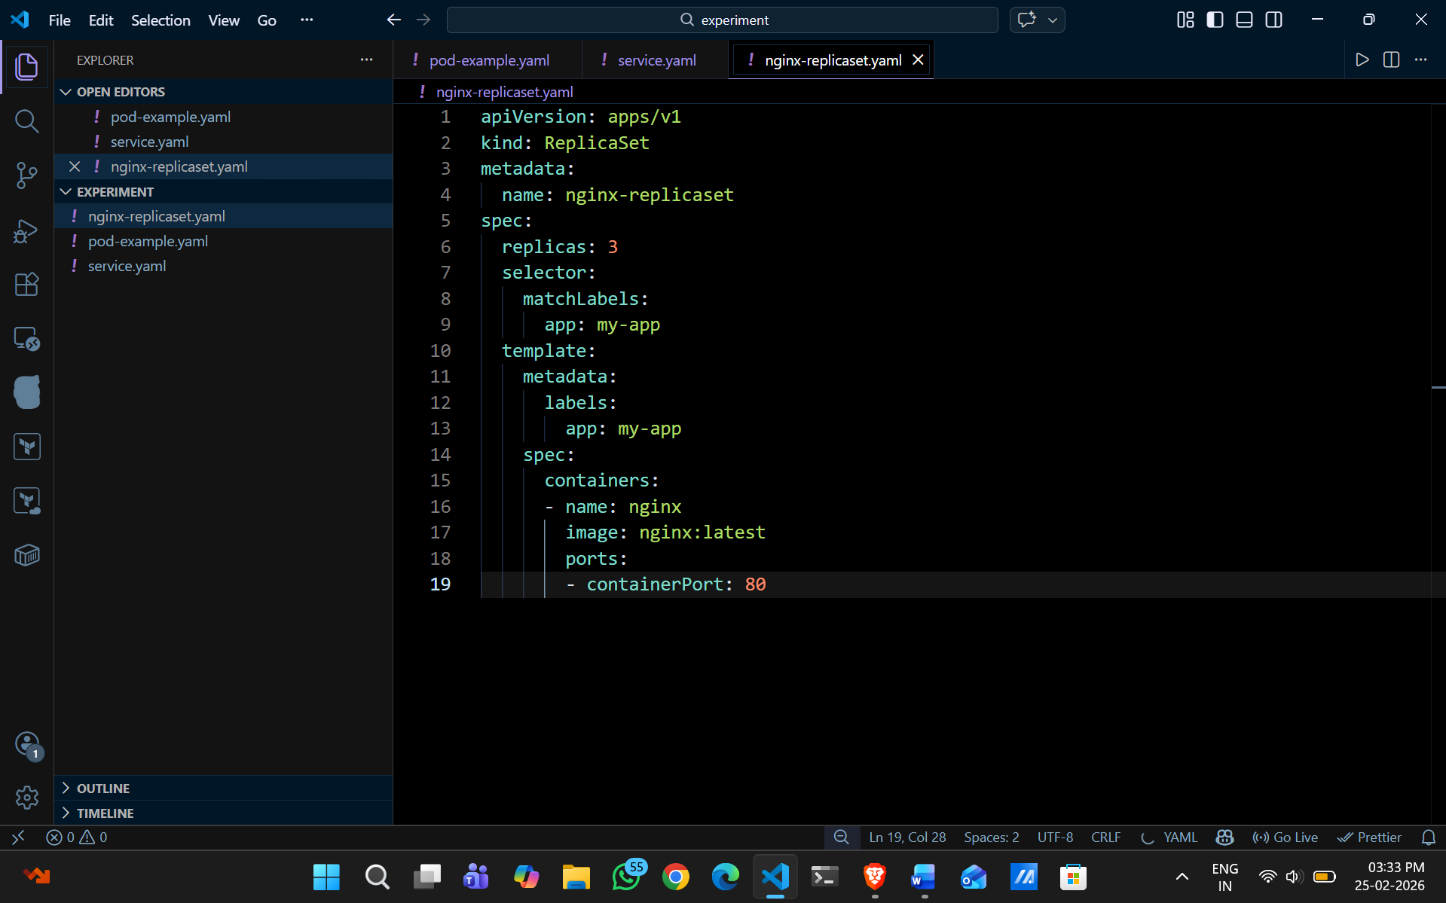 File Edit Selection View Go ···
experiment
EXPLORER ···
pod-example.yaml
service.yaml
nginx-replicaset.yaml
OPEN EDITORS
pod-example.yaml
service.yaml
nginx-replicaset.yaml
EXPERIMENT
nginx-replicaset.yaml
pod-example.yaml
service.yaml
nginx-replicaset.yaml
1 apiVersion: apps/v1
2 kind: ReplicaSet
3 metadata:
4   name: nginx-replicaset
5 spec:
6   replicas: 3
7   selector:
8     matchLabels:
9       app: my-app
10   template:
11     metadata:
12       labels:
13         app: my-app
14     spec:
15       containers:
16       - name: nginx
17         image: nginx:latest
18         ports:
19         - containerPort: 80
1
OUTLINE
TIMELINE
0 0
Ln 19, Col 28 Spaces: 2 UTF-8 CRLF YAML Go Live Prettier
55
ENG
IN
03:33 PM
25-02-2026